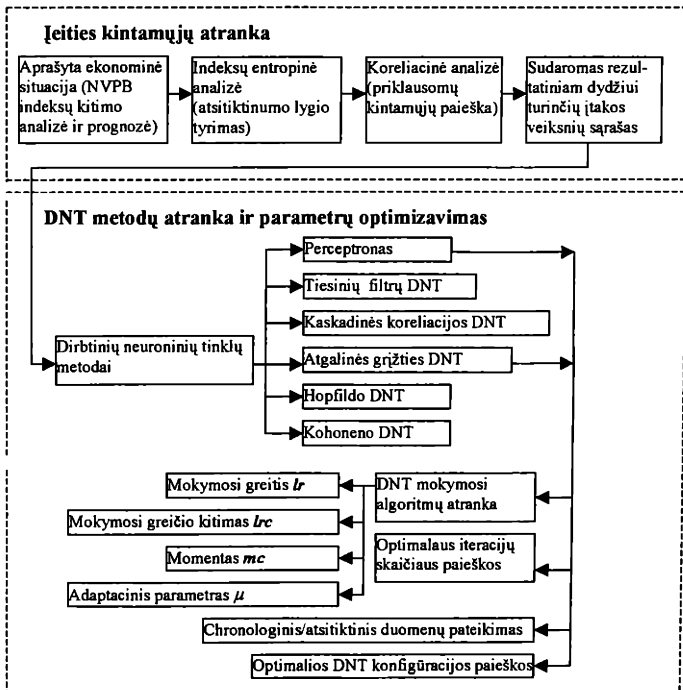 Įeities kintamųjų atranka
Aprašyta ekonominė
situacija (NVPB
indeksų kitimo
analizė ir prognozė)
Indeksų entropinė
analizė
(atsitiktinumo lygio
tyrimas)
Koreliacinė analizė
(priklausomų
kintamųjų paieška)
Sudaromas rezul-
tatiniam dydžiui
turinčių įtakos
veiksnių sąrašas
DNT metodų atranka ir parametrų optimizavimas
Perceptronas
Tiesinių filtrų DNT
Kaskadinės koreliacijos DNT
Dirbtinių neuroninių tinklų
metodai
Atgalinės grįžties DNT
Hopfildo DNT
Kohoneno DNT
Mokymosi greitis lr
Mokymosi greičio kitimas lrc
Momentas mc
Adaptacinis parametras μ
DNT mokymosi
algoritmų atranka
Optimalaus iteracijų
skaičiaus paieškos
Chronologinis/atsitiktinis duomenų pateikimas
Optimalios DNT konfigūracijos paieškos